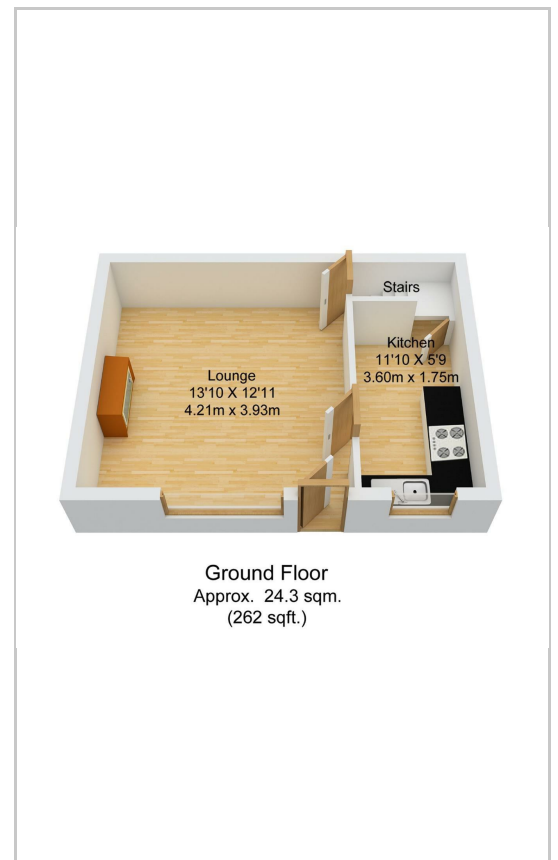 Stairs
Kitchen
11'10 X 5'9
3.60m x 1.75m
Lounge
13'10 X 12'11
4.21m x 3.93m
Ground Floor
Approx. 24.3 sqm.
(262 sqft.)